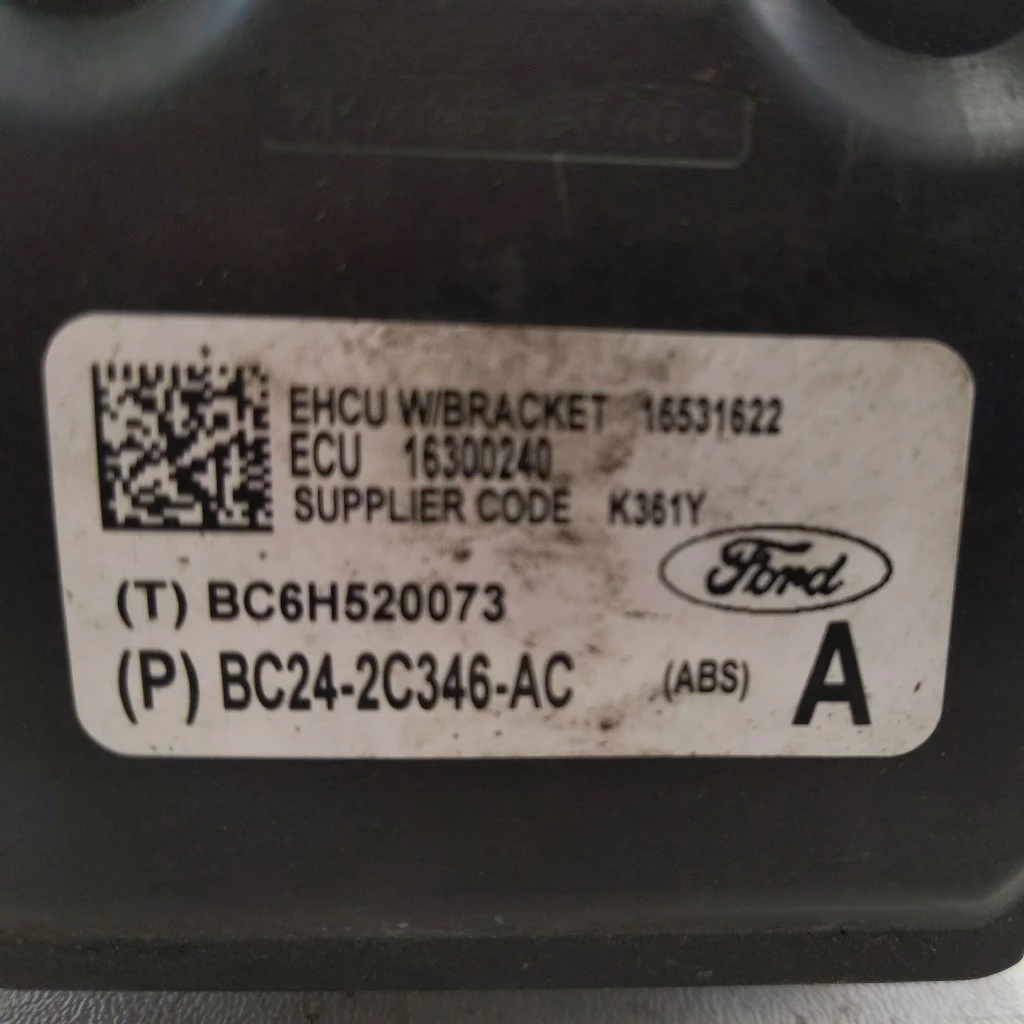 EHCU W/BRACKET 16531622
ECU 16300240
SUPPLIER CODE K361Y
Ford
(T) BC6H520073
(P) BC24-2C346-AC (ABS) A